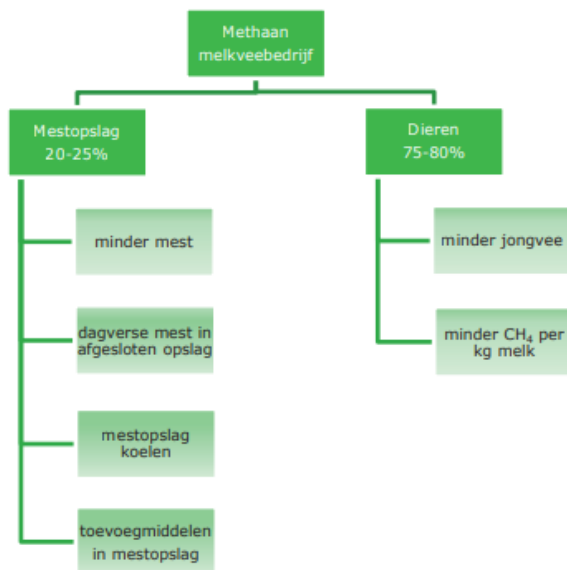 Methaan
melkveebedrijf
Mestopslag
20-25%
minder mest
dagverse mest in
afgesloten opslag
mestopslag
koelen
toevoegmiddelen
in mestopslag
Dieren
75-80%
minder jongvee
minder CH₄ per
kg melk